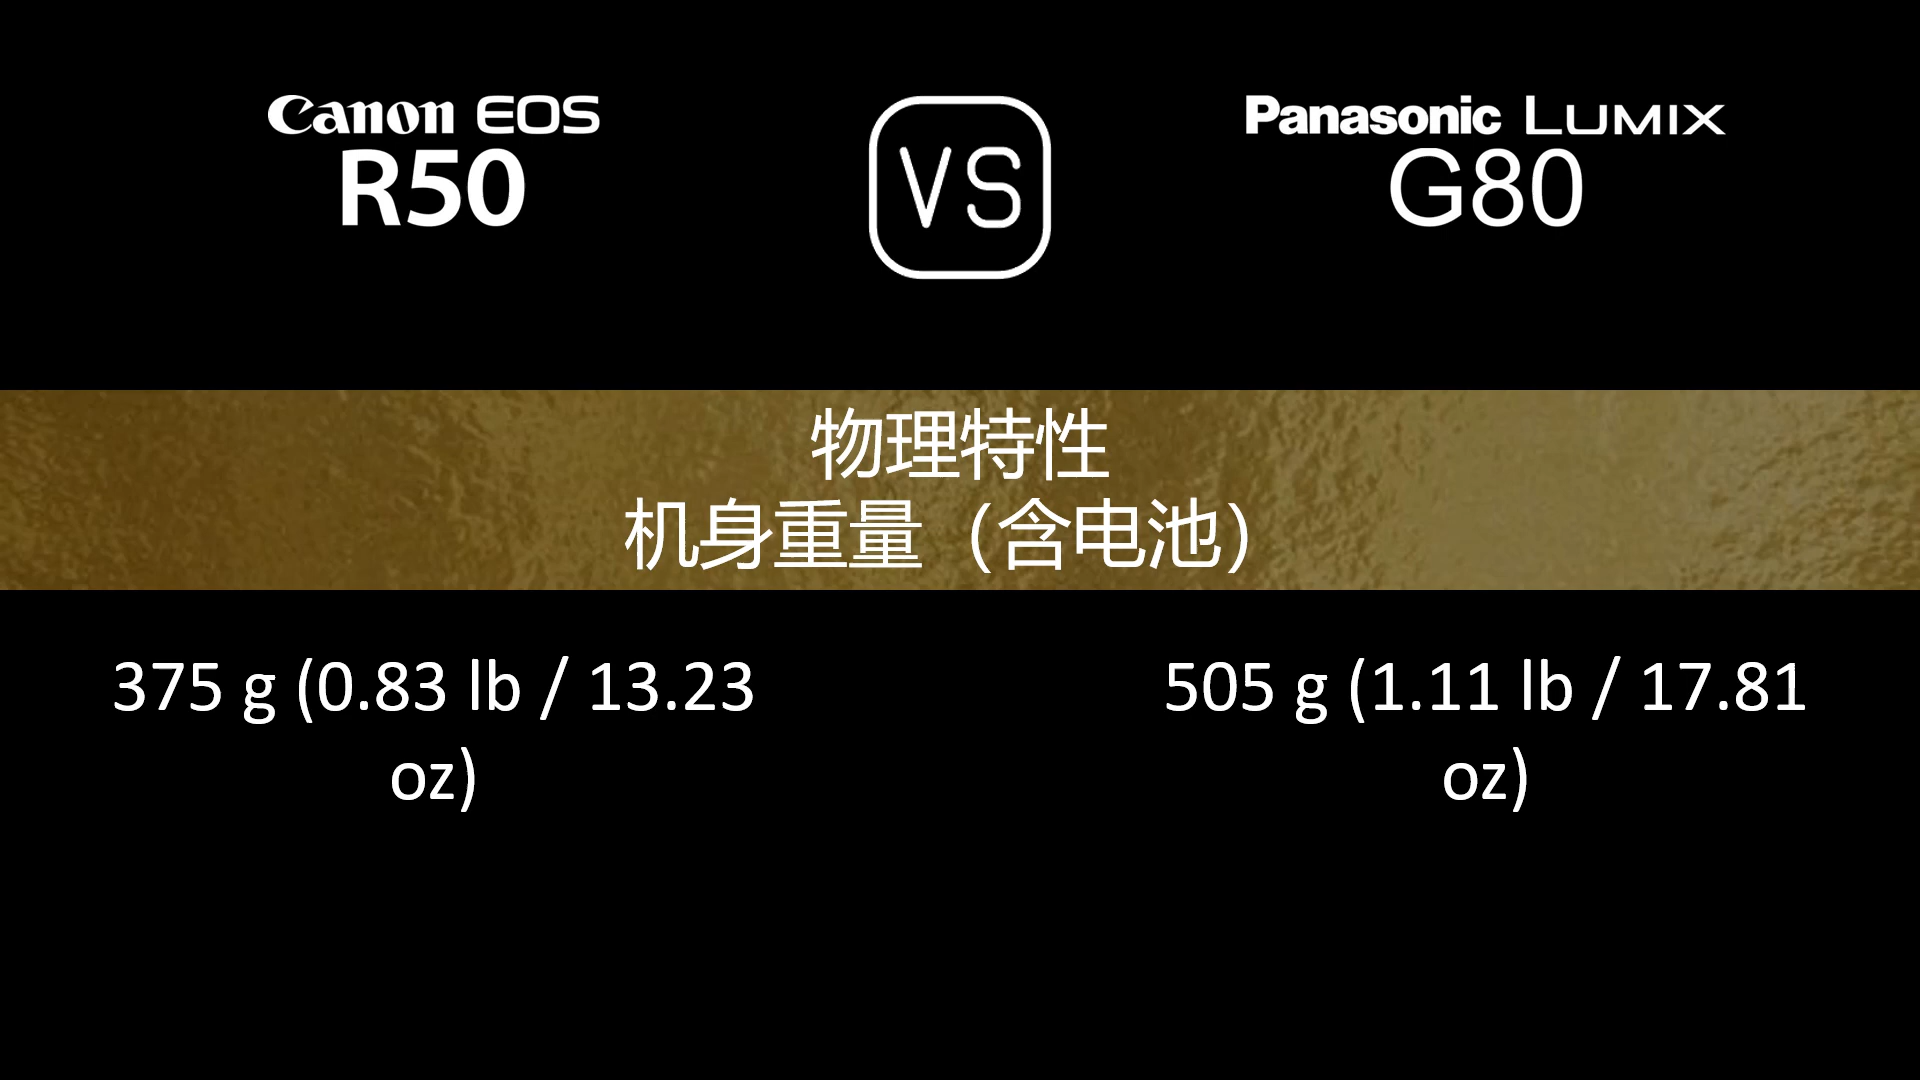 Canon EOS
R50
VS
Panasonic LUMIX
G80
物理特性
机身重量（含电池）
375 g (0.83 lb / 13.23
oz)
505 g (1.11 lb / 17.81
oz)